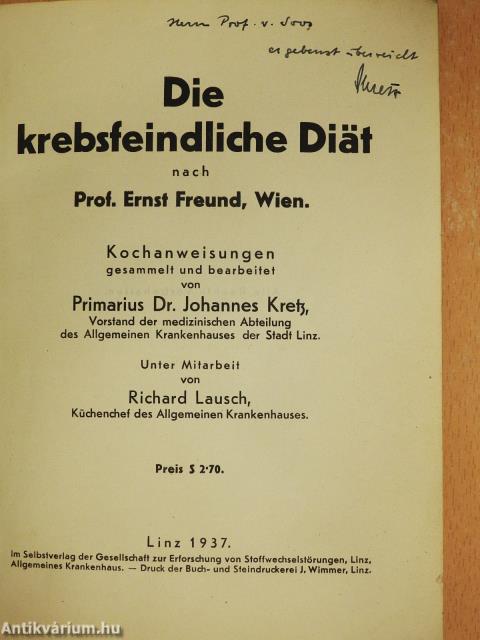 Herrn Prof. v. Soos
ergebenst überreicht
Kretz
Die
krebsfeindliche Diät
nach
Prof. Ernst Freund, Wien.
Kochanweisungen
gesammelt und bearbeitet
von
Primarius Dr. Johannes Kretz,
Vorstand der medizinischen Abteilung
des Allgemeinen Krankenhauses der Stadt Linz.
Unter Mitarbeit
von
Richard Lausch,
Küchenchef des Allgemeinen Krankenhauses.
Preis S 2·70.
Linz 1937.
Im Selbstverlag der Gesellschaft zur Erforschung von Stoffwechselstörungen, Linz,
Allgemeines Krankenhaus. — Druck der Buch- und Steindruckerei J. Wimmer, Linz.
Antikvárium.hu